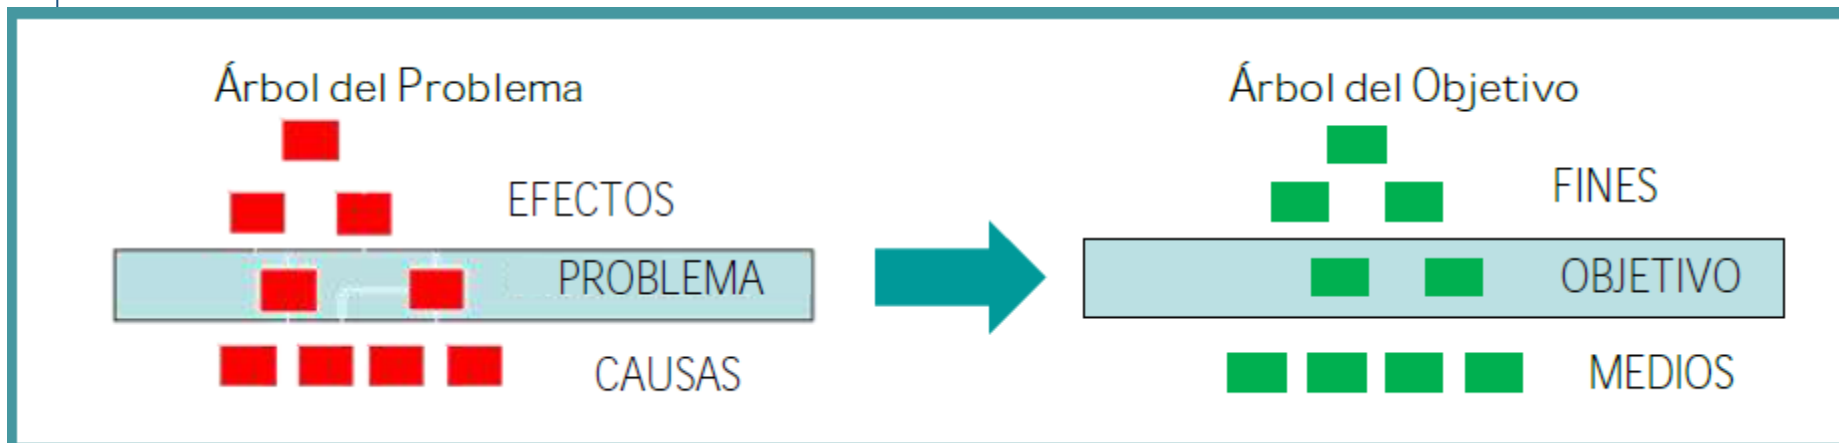 Árbol del Problema
EFECTOS
PROBLEMA
CAUSAS
Árbol del Objetivo
FINES
OBJETIVO
MEDIOS